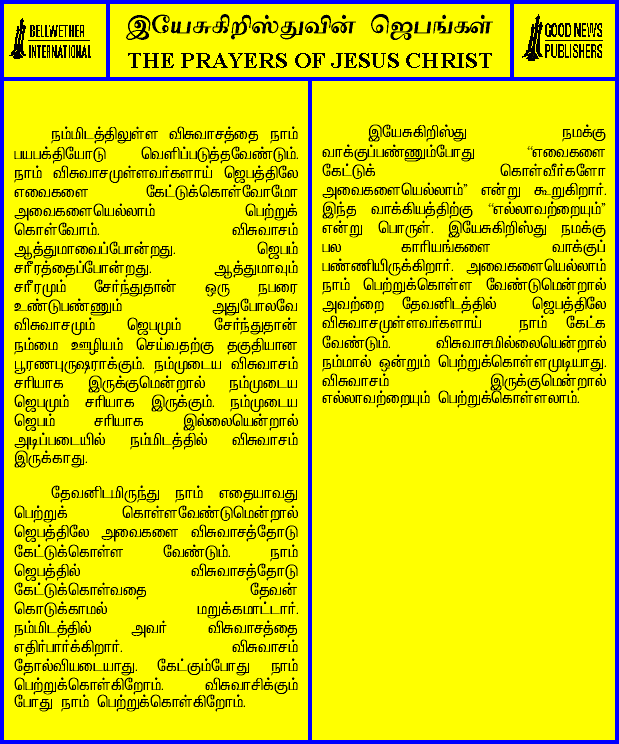 BELLWETHER
INTERNATIONAL
இயேசுகிறிஸ்துவின் ஜெபங்கள்
THE PRAYERS OF JESUS CHRIST
GOOD NEWS
PUBLISHERS
நம்மிடத்திலுள்ள விசுவாசத்தை நாம்
பயபக்தியோடு வெளிப்படுத்தவேண்டும்.
நாம் விசுவாசமுள்ளவர்களாய் ஜெபத்திலே
எவைகளை கேட்டுக்கொள்வோமோ
அவைகளையெல்லாம் பெற்றுக்
கொள்வோம். விசுவாசம்
ஆத்துமாவைப்போன்றது. ஜெபம்
சரீரத்தைப்போன்றது. ஆத்துமாவும்
சரீரமும் சேர்ந்துதான் ஒரு நபரை
உண்டுபண்ணும் அதுபோலவே
விசுவாசமும் ஜெபமும் சேர்ந்துதான்
நம்மை ஊழியம் செய்வதற்கு தகுதியான
பூரணபுருஷராக்கும். நம்முடைய விசுவாசம்
சரியாக இருக்குமென்றால் நம்முடைய
ஜெபமும் சரியாக இருக்கும். நம்முடைய
ஜெபம் சரியாக இல்லையென்றால்
அடிப்படையில் நம்மிடத்தில் விசுவாசம்
இருக்காது.
தேவனிடமிருந்து நாம் எதையாவது
பெற்றுக் கொள்ளவேண்டுமென்றால்
ஜெபத்திலே அவைகளை விசுவாசத்தோடு
கேட்டுக்கொள்ள வேண்டும். நாம்
ஜெபத்தில் விசுவாசத்தோடு
கேட்டுக்கொள்வதை தேவன்
கொடுக்காமல் மறுக்கமாட்டார்.
நம்மிடத்தில் அவர் விசுவாசத்தை
எதிர்பார்க்கிறார். விசுவாசம்
தோல்வியடையாது. கேட்கும்போது நாம்
பெற்றுக்கொள்கிறோம். விசுவாசிக்கும்
போது நாம் பெற்றுக்கொள்கிறோம்.
இயேசுகிறிஸ்து நமக்கு
வாக்குப்பண்ணும்போது “எவைகளை
கேட்டுக் கொள்வீர்களோ
அவைகளையெல்லாம்” என்று கூறுகிறார்.
இந்த வாக்கியத்திற்கு “எல்லாவற்றையும்”
என்று பொருள். இயேசுகிறிஸ்து நமக்கு
பல காரியங்களை வாக்குப்
பண்ணியிருக்கிறார். அவைகளையெல்லாம்
நாம் பெற்றுக்கொள்ள வேண்டுமென்றால்
அவற்றை தேவனிடத்தில் ஜெபத்திலே
விசுவாசமுள்ளவர்களாய் நாம் கேட்க
வேண்டும். விசுவாசமில்லையென்றால்
நம்மால் ஒன்றும் பெற்றுக்கொள்ளமுடியாது.
விசுவாசம் இருக்குமென்றால்
எல்லாவற்றையும் பெற்றுக்கொள்ளலாம்.